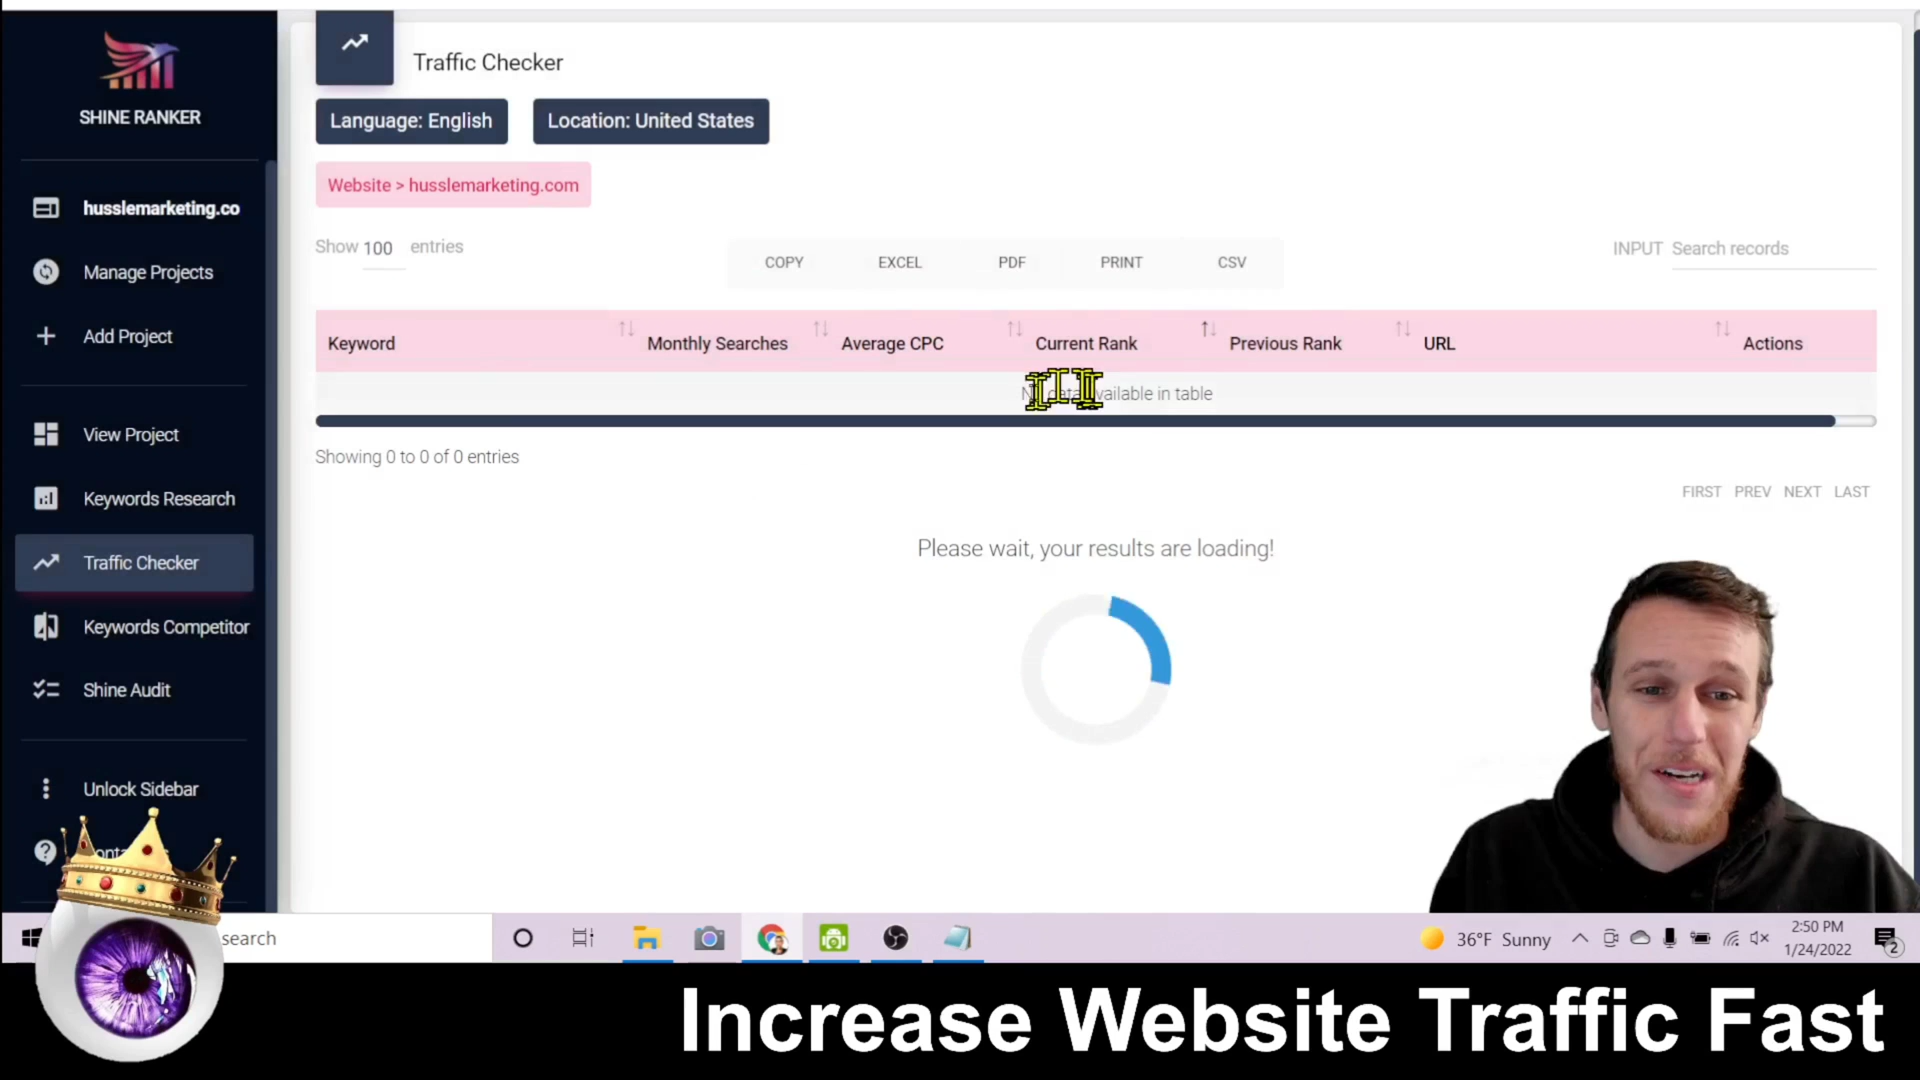 Traffic Checker
SHINE RANKER
Language: English
Location: United States
Website > husslemarketing.com
husslemarketing.co
Show 100 entries
COPY
EXCEL
PDF
PRINT
CSV
INPUT Search records
Manage Projects
Add Project
Keyword
Monthly Searches
Average CPC
Current Rank
Previous Rank
URL
Actions
available in table
Showing 0 to 0 of 0 entries
FIRST PREV NEXT LAST
View Project
Keywords Research
Traffic Checker
Keywords Competitor
Shine Audit
Please wait, your results are loading!
Unlock Sidebar
search
36°F Sunny
2:50 PM
1/24/2022
2
Increase Website Traffic Fast